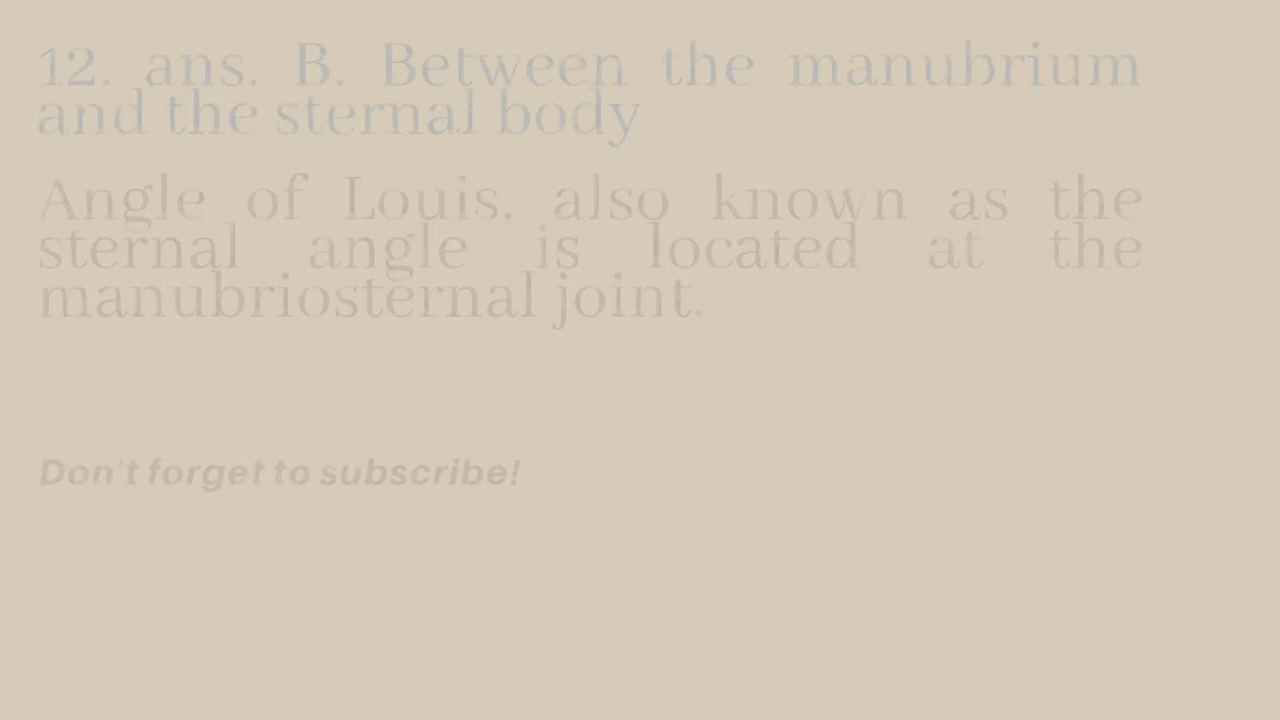 12. ans. B. Between the manubrium
and the sternal body
Angle of Louis, also known as the
sternal angle is located at the
manubriosternal joint.
Don't forget to subscribe!